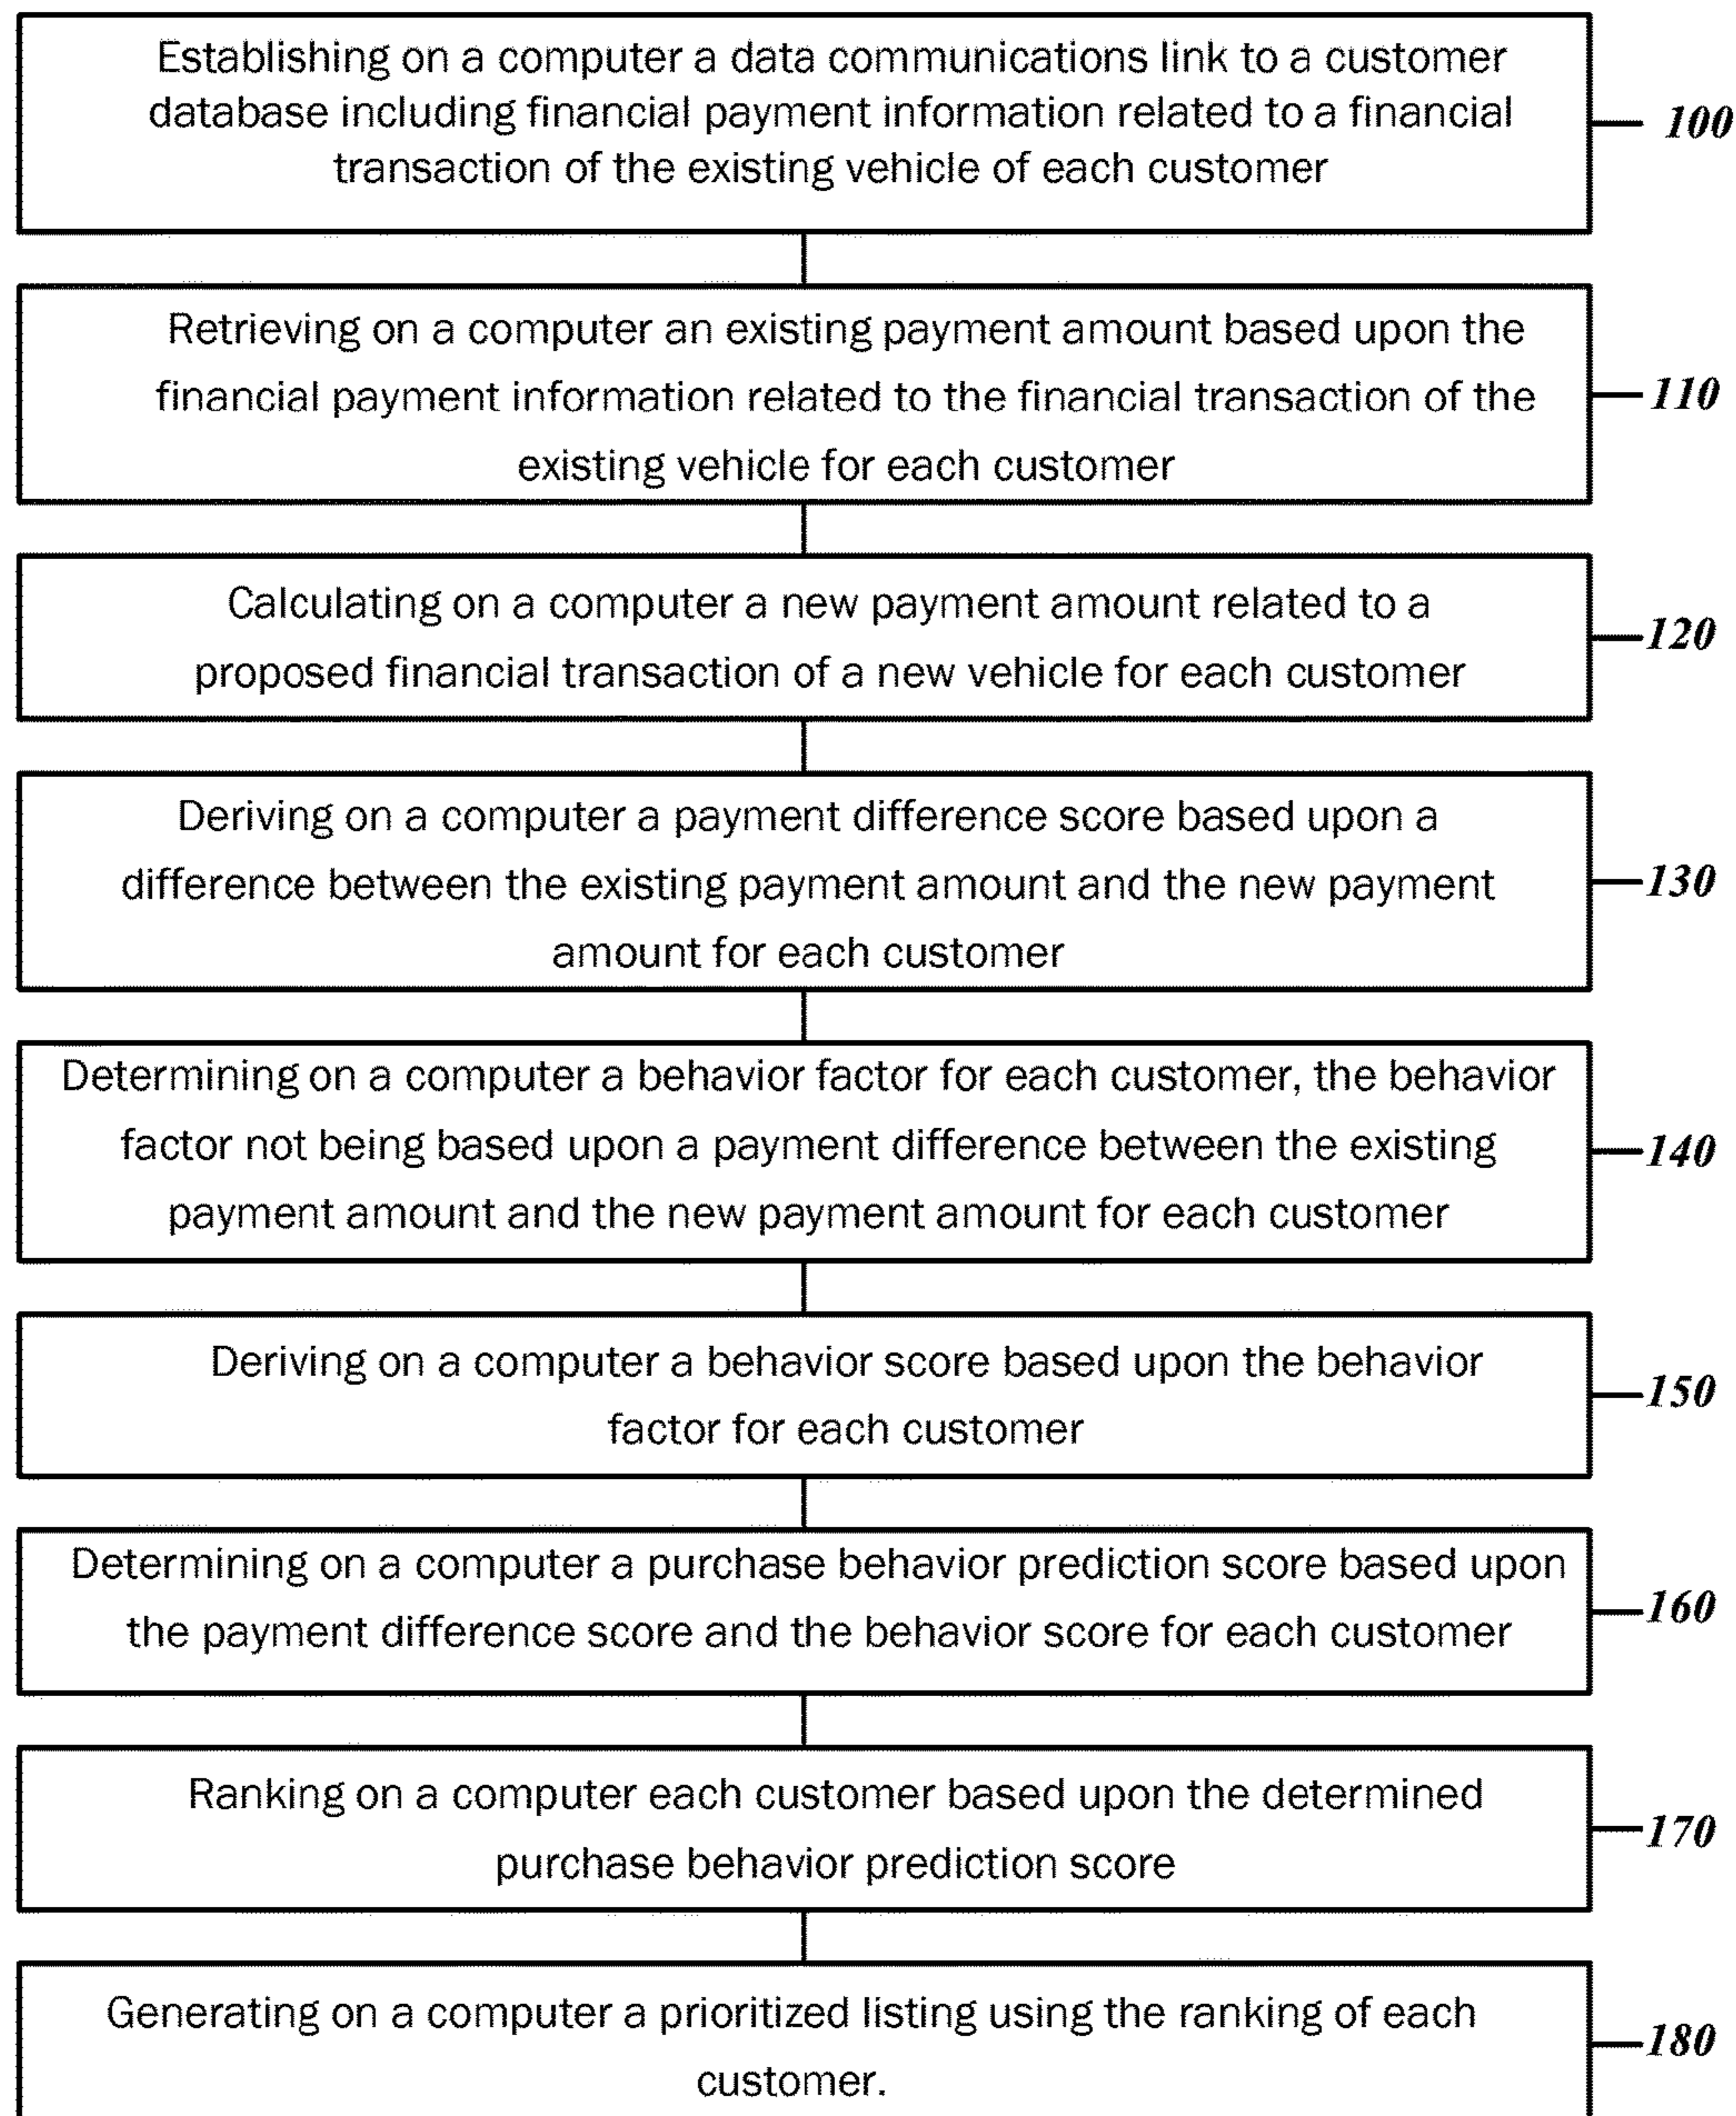 Establishing on a computer a data communications link to a customer
database including financial payment information related to a financial
transaction of the existing vehicle of each customer
100
Retrieving on a computer an existing payment amount based upon the
financial payment information related to the financial transaction of the
existing vehicle for each customer
110
Calculating on a computer a new payment amount related to a
proposed financial transaction of a new vehicle for each customer
120
Deriving on a computer a payment difference score based upon a
difference between the existing payment amount and the new payment
amount for each customer
130
Determining on a computer a behavior factor for each customer, the behavior
factor not being based upon a payment difference between the existing
payment amount and the new payment amount for each customer
140
Deriving on a computer a behavior score based upon the behavior
factor for each customer
150
Determining on a computer a purchase behavior prediction score based upon
the payment difference score and the behavior score for each customer
160
Ranking on a computer each customer based upon the determined
purchase behavior prediction score
170
Generating on a computer a prioritized listing using the ranking of each
customer.
180